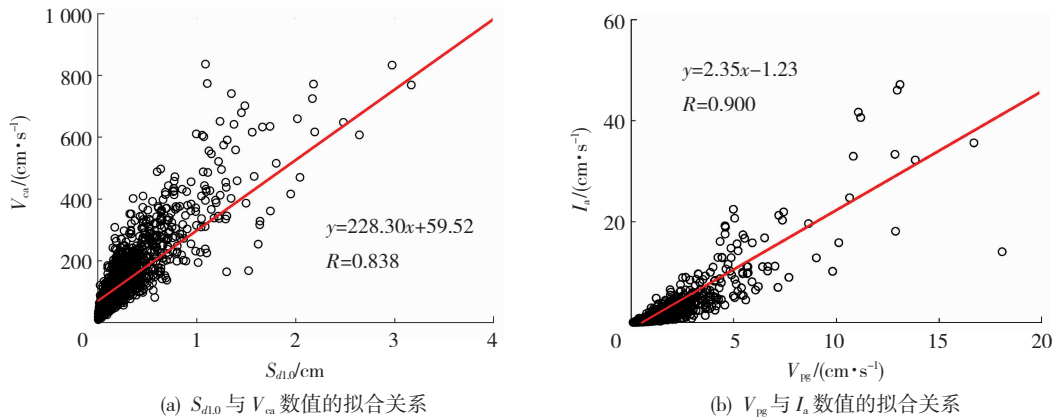 1 000
800
600
400
200
V_ca/(cm·s⁻¹)
y=228.30x+59.52
R=0.838
0 1 2 3 4
S_d1.0/cm
(a) S_d1.0 与 V_ca 数值的拟合关系
60
40
20
0
I_a/(cm·s⁻¹)
y=2.35x−1.23
R=0.900
5 10 15 20
V_pg/(cm·s⁻¹)
(b) V_pg 与 I_a 数值的拟合关系